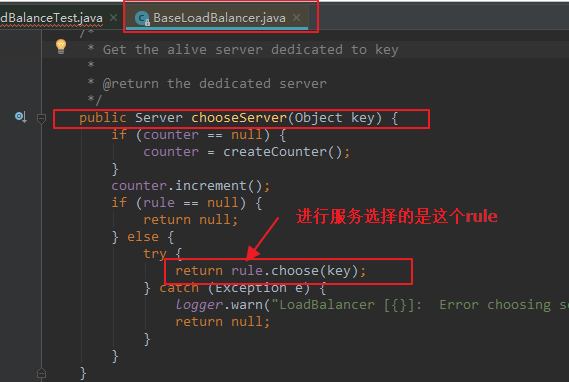 dBalanceTest.java × BaseLoadBalancer.java ×
/*
* Get the alive server dedicated to key
*
* @return the dedicated server
*/
public Server chooseServer(Object key) {
if (counter == null) {
counter = createCounter();
}
counter.increment();
if (rule == null) {
return null;
} else {
进行服务选择的是这个rule
try {
return rule.choose(key);
} catch (Exception e) {
logger.warn("LoadBalancer [{}]: Error choosing se
return null;
}
}
}